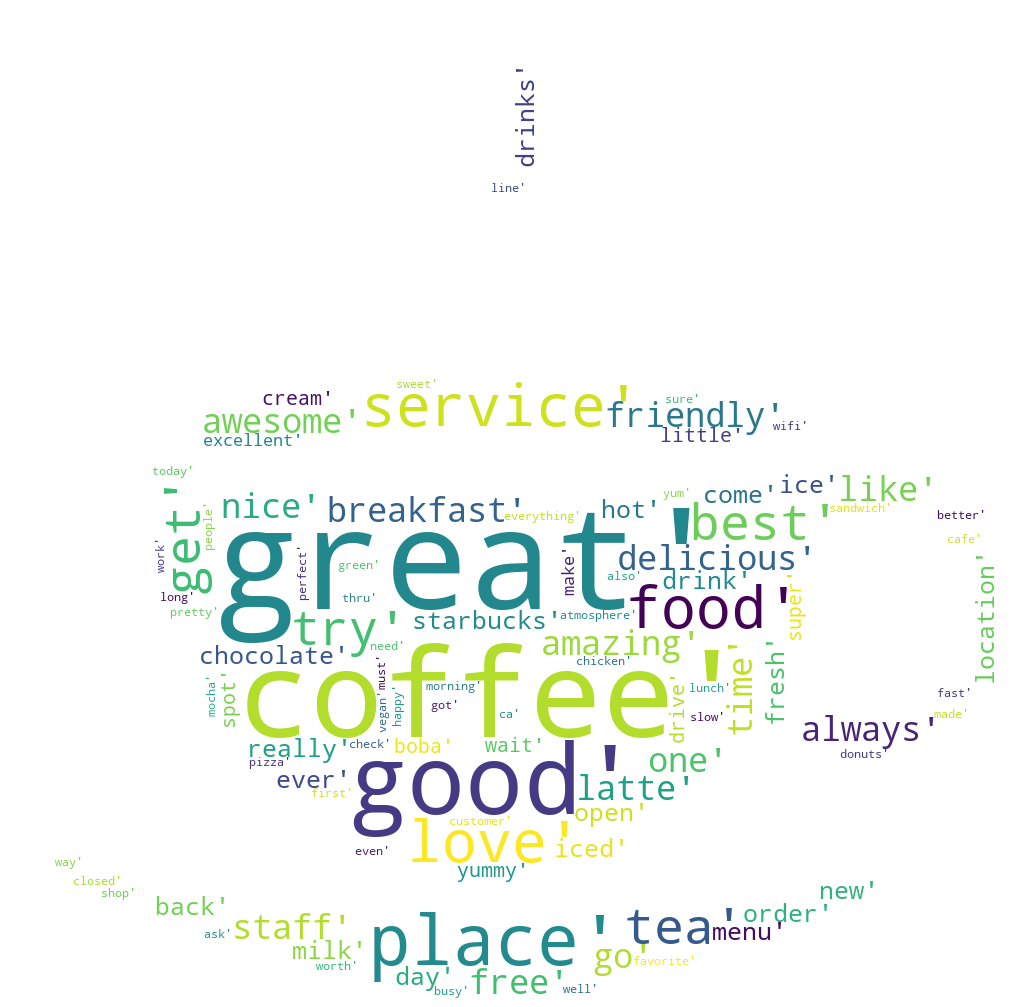 drinks'
line'
sweet'
cream'
service'
sure'
awesome'
friendly'
wifi'
excellent'
little'
today'
get'
nice'
breakfast'
everything'
hot'
yum'
come'
ice'
like'
people'
great'
best'
sandwich'
better'
work'
perfect'
green'
make'
also'
delicious'
drink'
cafe'
long'
thru'
pretty'
try'
starbucks'
atmosphere'
food'
super'
location'
need'
amazing'
chocolate'
must'
chicken'
time'
fresh'
mocha'
spot'
coffee'
vegan'
happy'
morning'
got'
ca'
drive'
lunch'
slow'
fast'
made'
always'
really'
check'
boba'
wait'
one'
donuts'
pizza'
ever'
good'
latte'
first'
open'
customer'
love'
iced'
even'
yummy'
way'
closed'
shop'
new'
back'
order'
staff'
place'
tea'
menu'
ask'
milk'
go'
favorite'
worth'
day'
free'
busy'
well'